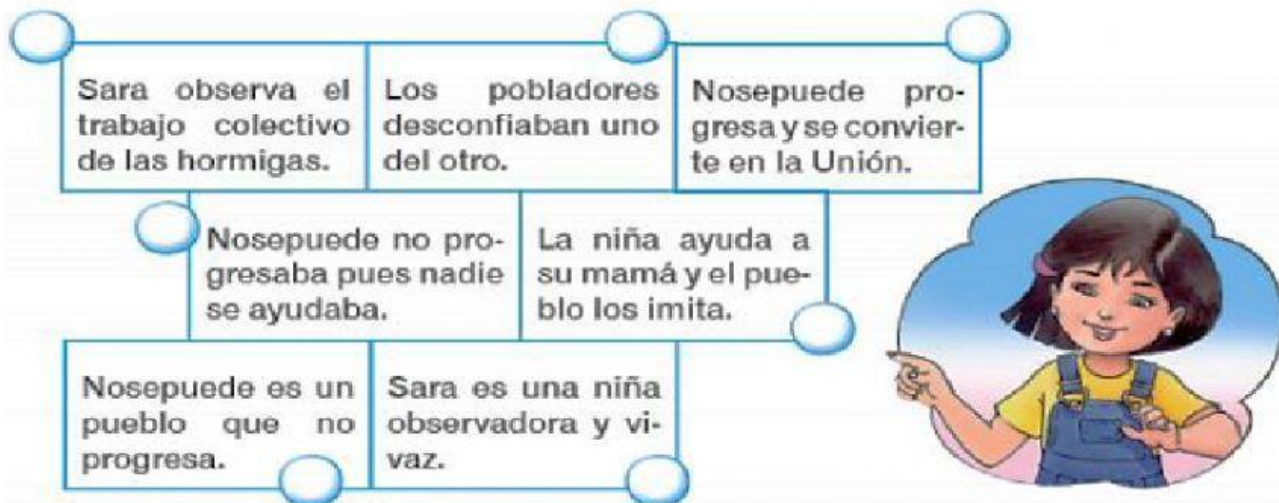 Sara observa el
trabajo colectivo
de las hormigas.
Los pobladores
desconfiaban uno
del otro.
Nosepuede pro-
gresa y se convier-
te en la Unión.
Nosepuede no pro-
gresaba pues nadie
se ayudaba.
La niña ayuda a
su mamá y el pue-
blo los imita.
Nosepuede es un
pueblo que no
progresa.
Sara es una niña
observadora y vi-
vaz.